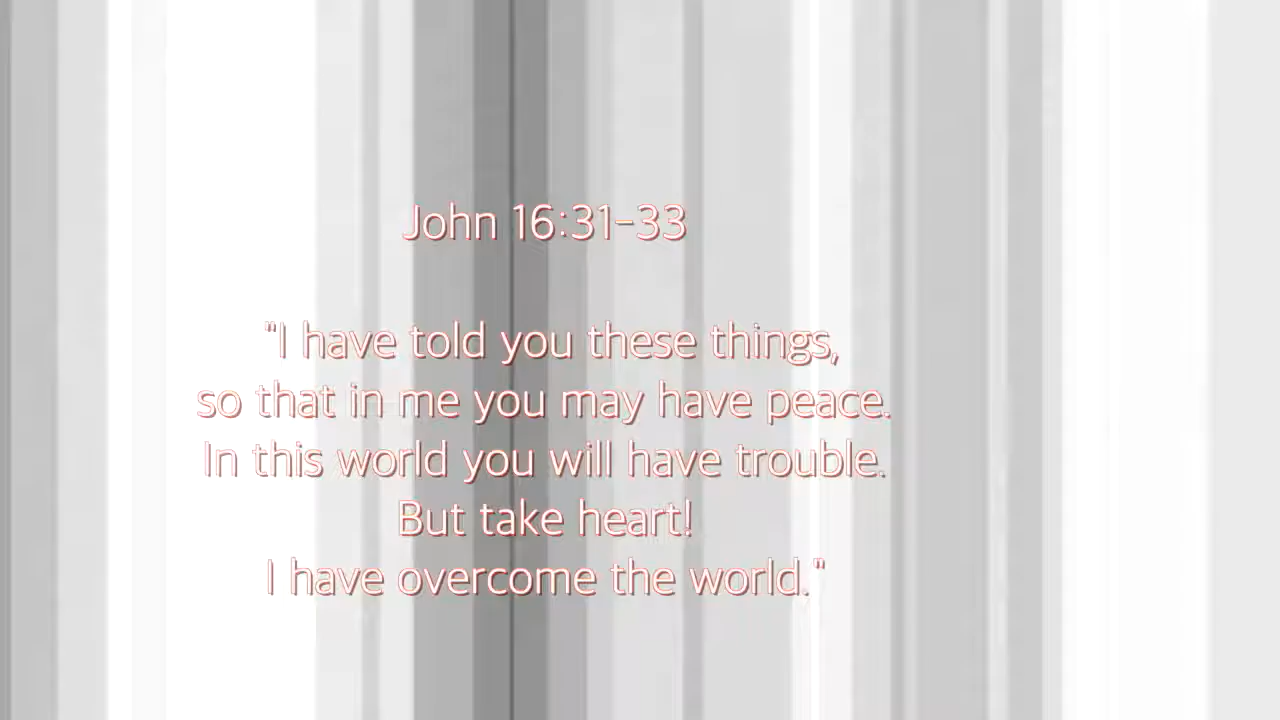 John 16:31-33
"I have told you these things,
so that in me you may have peace.
In this world you will have trouble.
But take heart!
I have overcome the world."